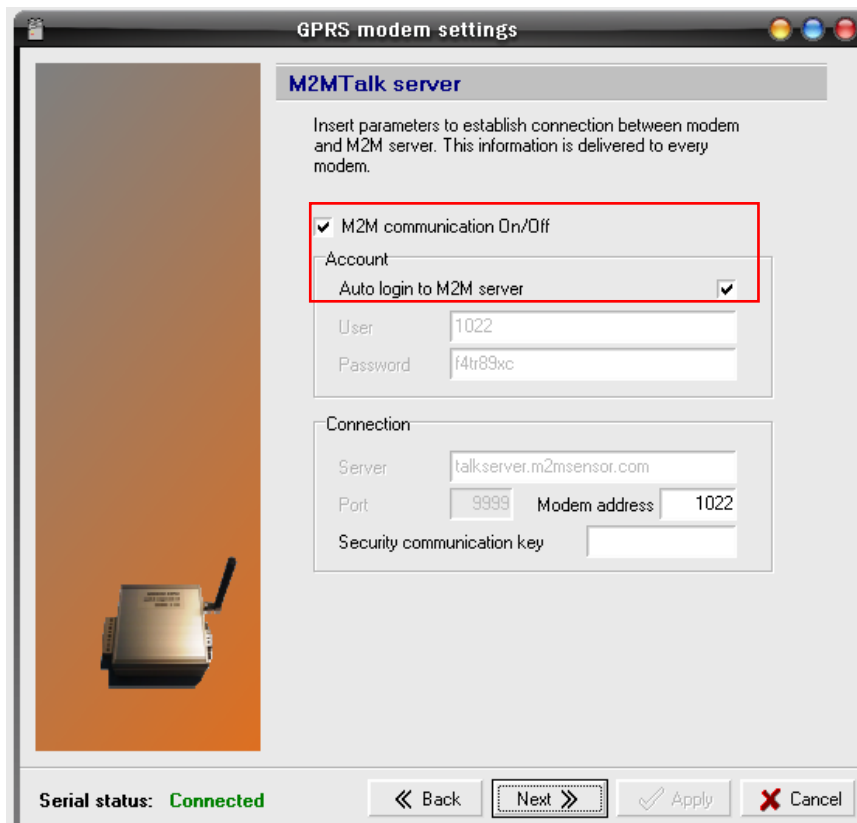 GPRS modem settings
M2MTalk server
Insert parameters to establish connection between modem
and M2M server. This information is delivered to every
modem.
M2M communication On/Off
Account
Auto login to M2M server
User 1022
Password f4tr89xc
Connection
Server talkserver.m2msensor.com
Port 9999 Modem address 1022
Security communication key
Serial status: Connected Back Next Apply Cancel